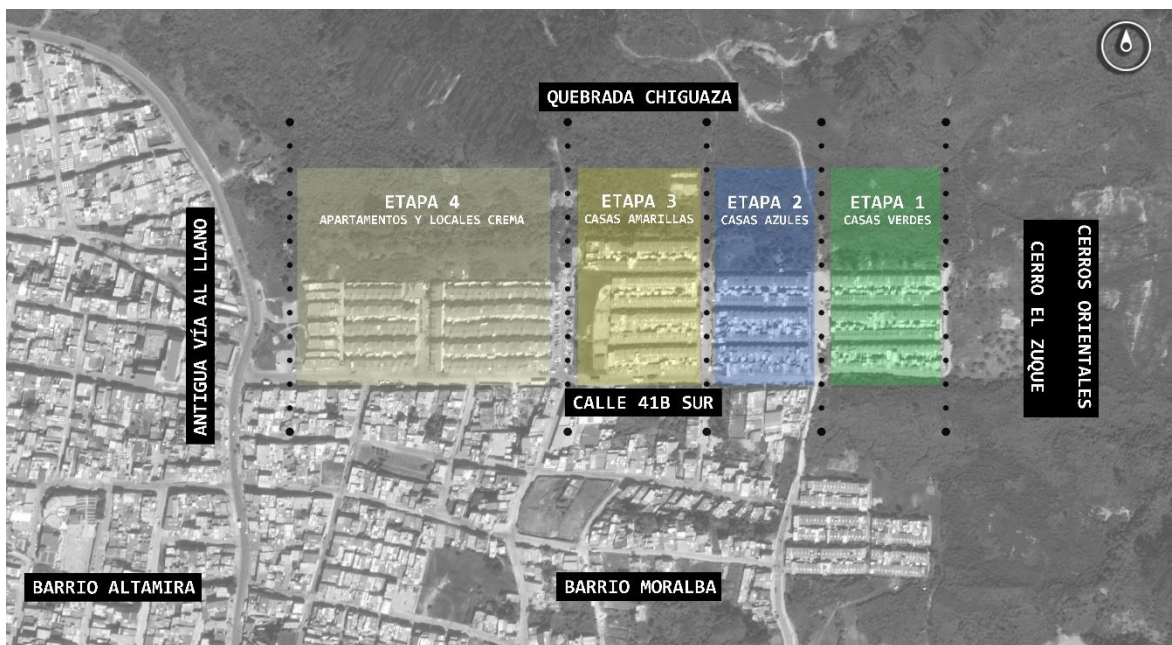 QUEBRADA CHIGUAZA
ETAPA 4
APARTAMENTOS Y LOCALES CREMA
ETAPA 3
CASAS AMARILLAS
ETAPA 2
CASAS AZULES
ETAPA 1
CASAS VERDES
ANTIGUA VÍA AL LLANO
CERROS ORIENTALES
CERRO EL ZUQUE
CALLE 41B SUR
BARRIO ALTAMIRA
BARRIO MORALBA